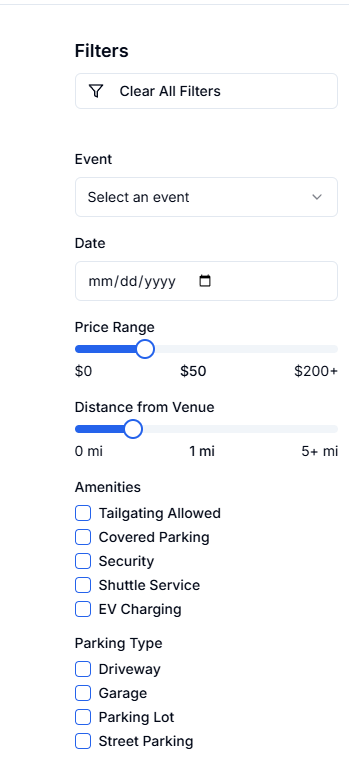 Filters
Clear All Filters
Event
Select an event
Date
mm/dd/yyyy
Price Range
$0 $50 $200+
Distance from Venue
0 mi 1 mi 5+ mi
Amenities
Tailgating Allowed
Covered Parking
Security
Shuttle Service
EV Charging
Parking Type
Driveway
Garage
Parking Lot
Street Parking